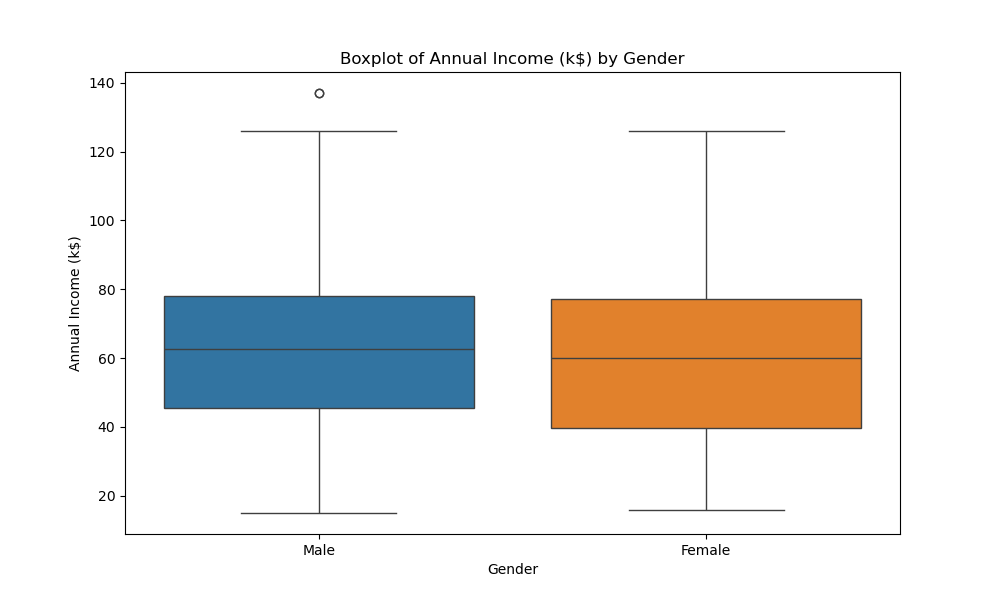 Boxplot of Annual Income (k$) by Gender
Annual Income (k$)
140
120
100
80
60
40
20
Male
Female
Gender